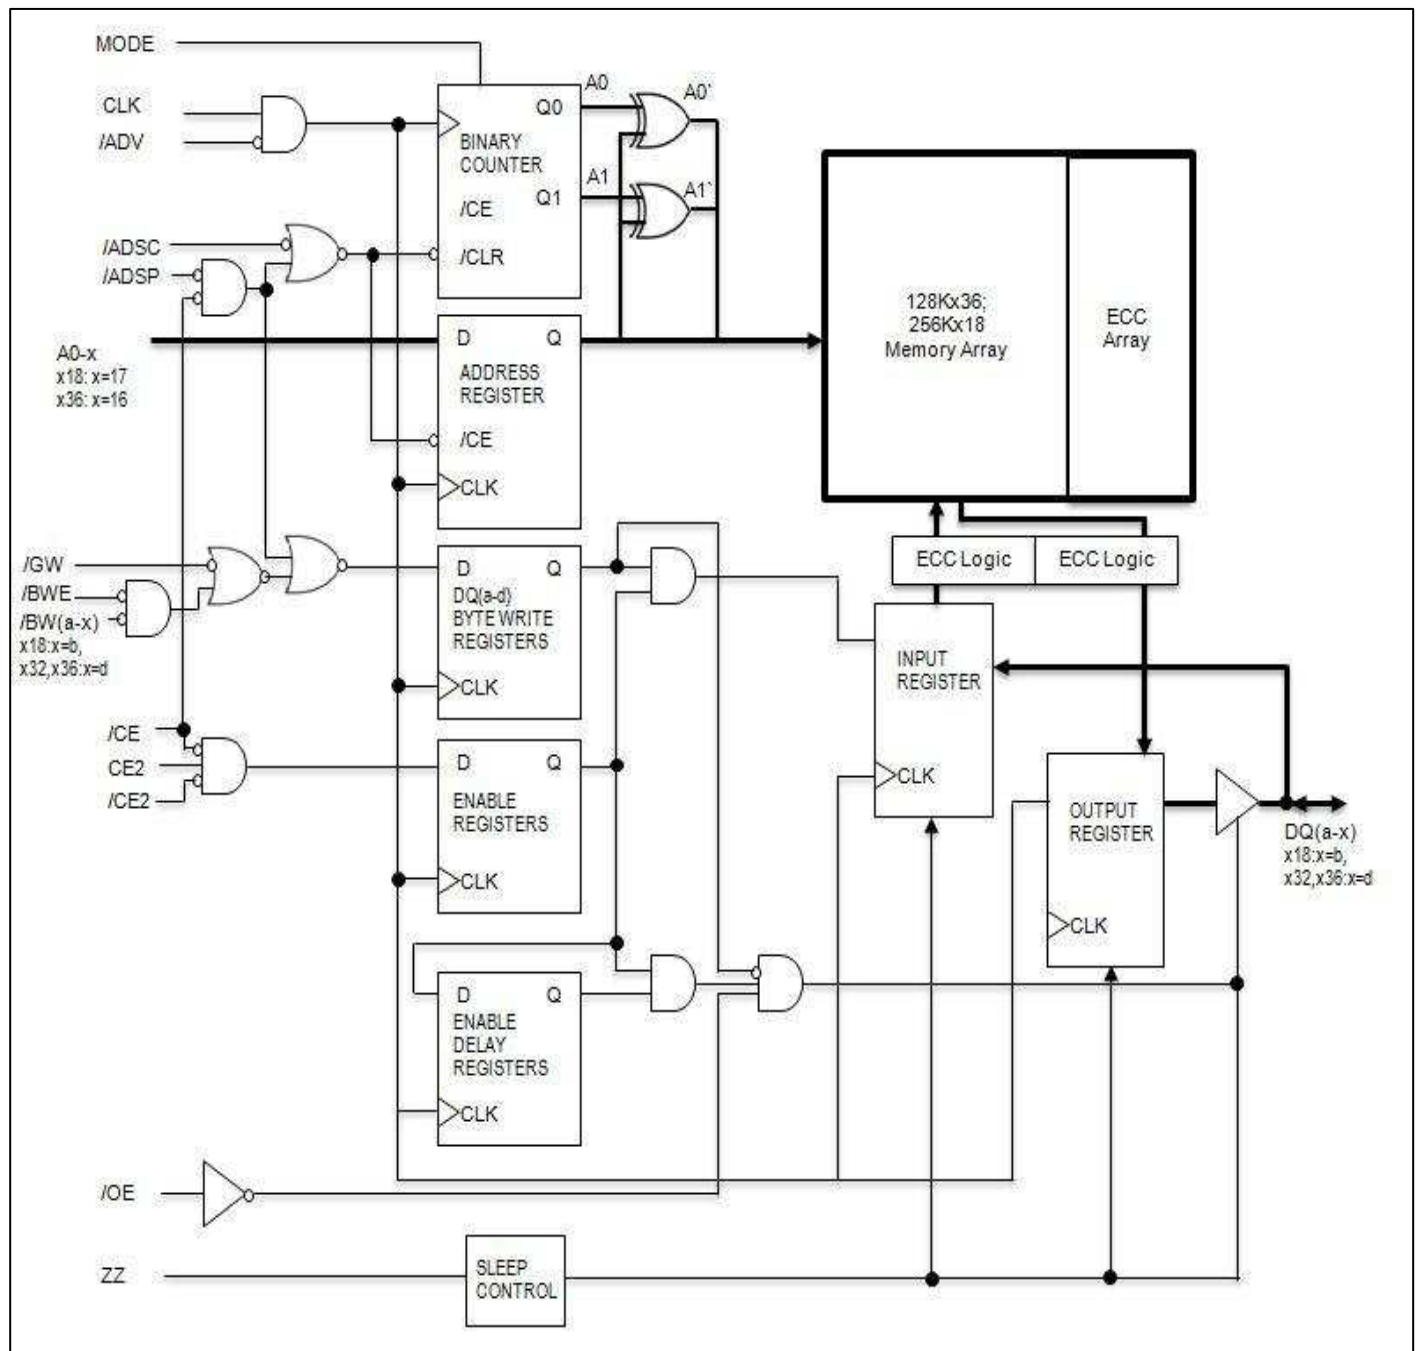 MODE
CLK
/ADV
BINARY
COUNTER
Q0
Q1
/CE
/CLR
A0
A0`
A1
A1`
/ADSC
/ADSP
A0-x
x18: x=17
x36: x=16
D
Q
ADDRESS
REGISTER
/CE
CLK
128Kx36;
256Kx18
Memory Array
ECC
Array
ECC Logic
ECC Logic
/GW
/BWE
/BW(a-x)
x18:x=b,
x32,x36:x=d
D
Q
DQ(a-d)
BYTE WRITE
REGISTERS
CLK
INPUT
REGISTER
CLK
/CE
CE2
/CE2
D
Q
ENABLE
REGISTERS
CLK
OUTPUT
REGISTER
CLK
DQ(a-x)
x18:x=b,
x32,x36:x=d
D
Q
ENABLE
DELAY
REGISTERS
CLK
/OE
ZZ
SLEEP
CONTROL